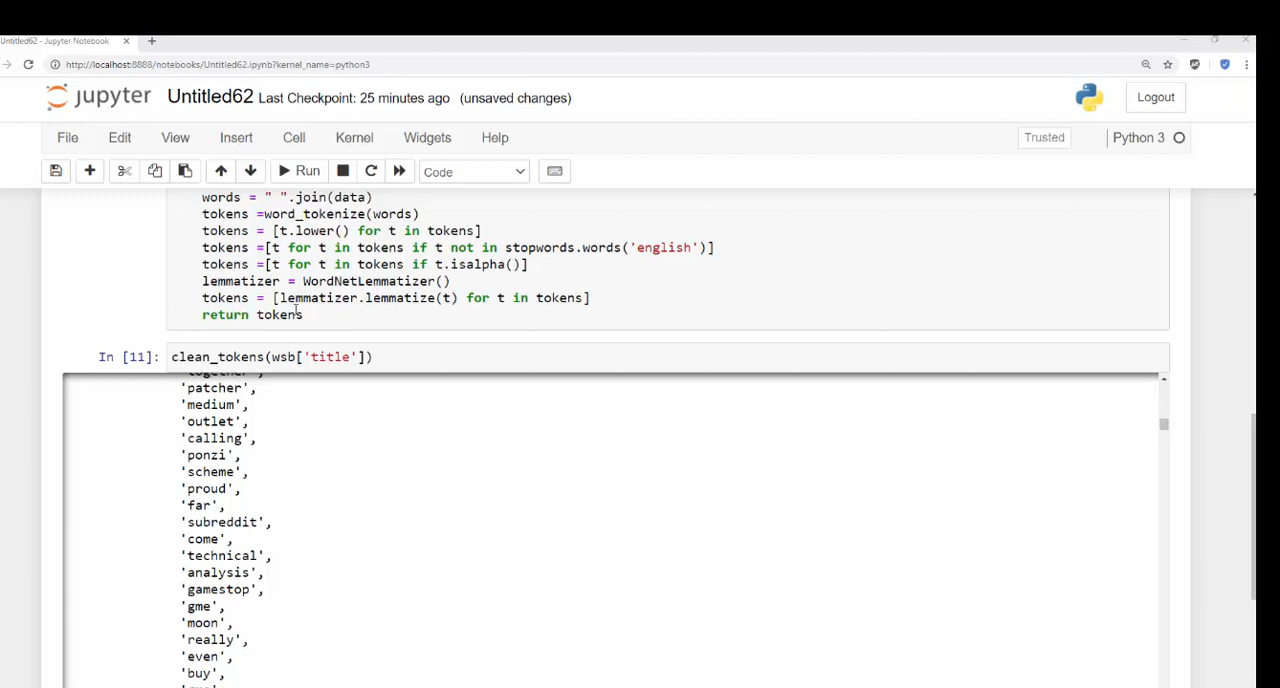 Untitled62 - Jupyter Notebook
http://localhost:8888/notebooks/Untitled62.ipynb?kernel_name=python3
jupyter Untitled62 Last Checkpoint: 25 minutes ago (unsaved changes)
Logout
File Edit View Insert Cell Kernel Widgets Help
Trusted
Python 3
Run
Code
words = " ".join(data)
tokens =word_tokenize(words)
tokens = [t.lower() for t in tokens]
tokens =[t for t in tokens if t not in stopwords.words('english')]
tokens =[t for t in tokens if t.isalpha()]
lemmatizer = WordNetLemmatizer()
tokens = [lemmatizer.lemmatize(t) for t in tokens]
return tokens
In [11]: clean_tokens(wsb['title'])
'together',
'patcher',
'medium',
'outlet',
'calling',
'ponzi',
'scheme',
'proud',
'far',
'subreddit',
'come',
'technical',
'analysis',
'gamestop',
'gme',
'moon',
'really',
'even',
'buy',